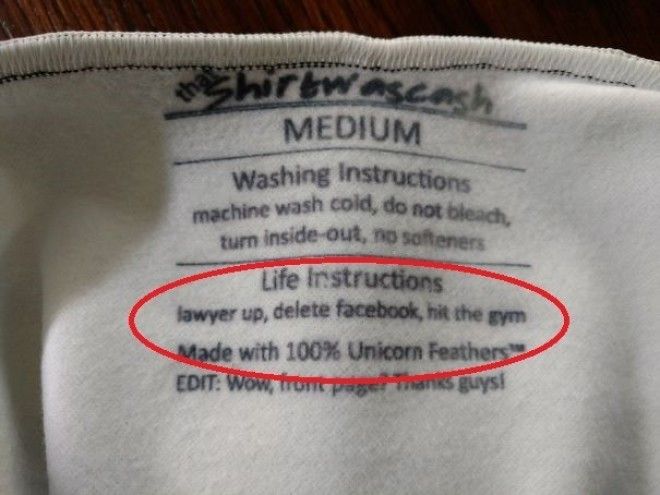 that
Shirtwascash
MEDIUM
Washing Instructions
machine wash cold, do not bleach,
turn inside-out, no softeners
Life Instructions
lawyer up, delete facebook, hit the gym
Made with 100% Unicorn Feathers™
EDIT: Wow, front page? Thanks guys!